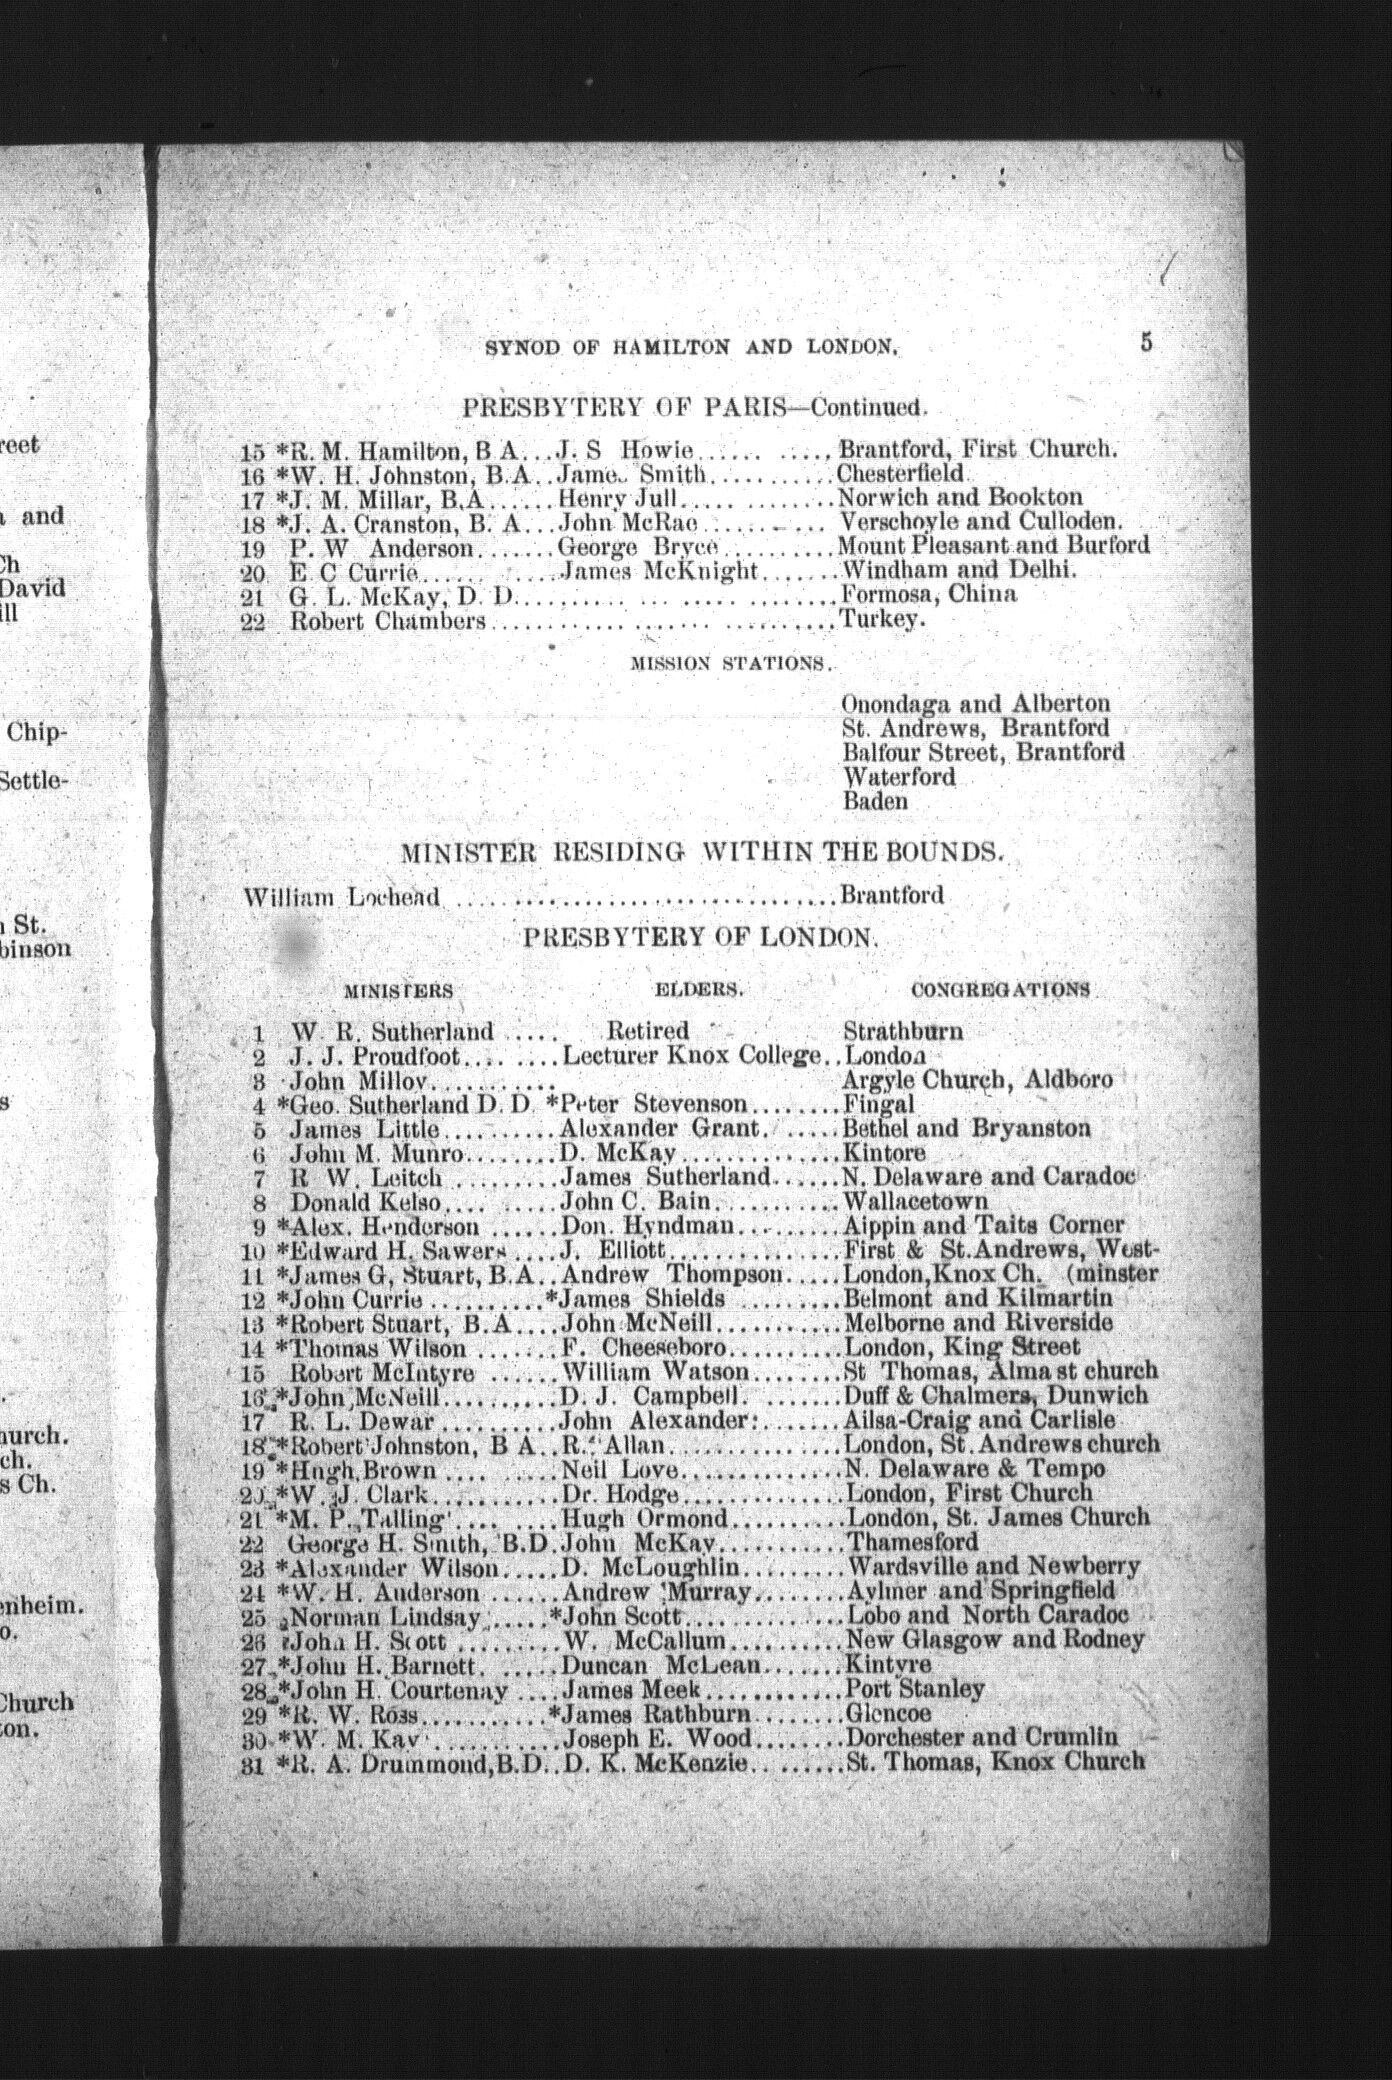 reet
and
Ch
David
ill
Chip-
Settle-
St.
binson
s
hurch.
ch.
s Ch.
enheim.
o.
Church
ton.
SYNOD OF HAMILTON AND LONDON. 5
PRESBYTERY OF PARIS—Continued.
15 *R. M. Hamilton, B A...J. S Howie...... ...., Brantford, First Church.
16 *W. H. Johnston, B.A..Jame. Smith...........Chesterfield.
17 *J. M. Millar, B.A......Henry Jull..............Norwich and Bookton
18 *J. A. Cranston, B. A...John McRae........... Verschoyle and Culloden.
19 P. W Anderson.......George Bryce..........Mount Pleasant and Burford
20 E C Currie...... .....James McKnight.......Windham and Delhi.
21 G. L. McKay, D. D.......... ... ..... .........Formosa, China
22 Robert Chambers............... ....... ..........Turkey.
MISSION STATIONS.
Onondaga and Alberton
St. Andrews, Brantford
Balfour Street, Brantford
Waterford
Baden
MINISTER RESIDING WITHIN THE BOUNDS.
William Lochead .................................Brantford
PRESBYTERY OF LONDON.
MINISTERS ELDERS. CONGREGATIONS
1 W. R. Sutherland .... Retired Strathburn
2 J. J. Proudfoot.... ....Lecturer Knox College..London
3 John Milloy........... Argyle Church, Aldboro
4 *Geo. Sutherland D. D. *Peter Stevenson........Fingal
5 James Little..........Alexander Grant. .....Bethel and Bryanston
6 John M. Munro........D. McKay..............Kintore
7 R W. Leitch .........James Sutherland......N. Delaware and Caradoc
8 Donald Kelso.... .....John C. Bain...........Wallacetown
9 *Alex. Henderson ......Don. Hyndman.........Aippin and Taits Corner
10 *Edward H. Sawers ....J. Elliott...............First & St.Andrews, West-
11 *James G, Stuart, B.A..Andrew Thompson.....London,Knox Ch. (minster
12 *John Currie ..........*James Shields .........Belmont and Kilmartin
13 *Robert Stuart, B.A....John McNeill...........Melborne and Riverside
14 *Thomas Wilson .......F. Cheeseboro..........London, King Street
15 Robert McIntyre ......William Watson........St Thomas, Alma st church
16 *John McNeill..........D. J. Campbell. .......Duff & Chalmers, Dunwich
17 R. L. Dewar ..........John Alexander:.......Ailsa-Craig and Carlisle
18 *Robert Johnston, B A..R. Allan...............London, St. Andrews church
19 *Hugh Brown .... .....Neil Love.............N. Delaware & Tempo
20 *W. J. Clark...........Dr. Hodge..............London, First Church
21 *M. P. Talling .... ....Hugh Ormond..........London, St. James Church
22 George H. Smith, B.D.John McKay...........Thamesford
23 *Alexander Wilson.....D. McLoughlin.........Wardsville and Newberry
24 *W. H. Anderson ......Andrew Murray........Aylmer and Springfield
25 Norman Lindsay .....*John Scott..............Lobo and North Caradoc
26 *John H. Scott .........W. McCallum..........New Glasgow and Rodney
27 *John H. Barnett. .....Duncan McLean.......Kintyre
28 *John H. Courtenay ....James Meek............Port Stanley
29 *R. W. Ross...........*James Rathburn........Glencoe
30 *W. M. Kay ...........Joseph E. Wood........Dorchester and Crumlin
31 *R. A. Drummond,B.D..D. K. McKenzie.. ......St. Thomas, Knox Church